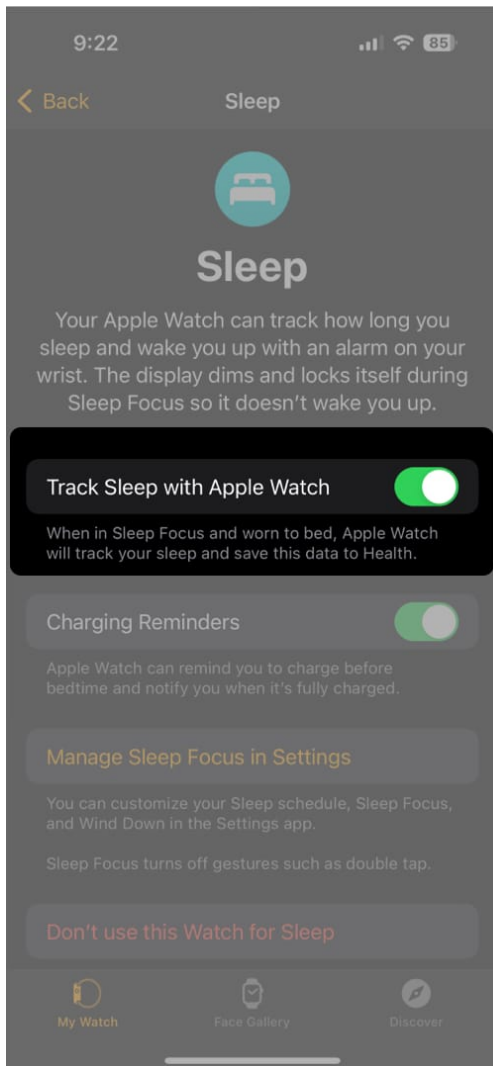 9:22
85
Back
Sleep
Sleep
Your Apple Watch can track how long you
sleep and wake you up with an alarm on your
wrist. The display dims and locks itself during
Sleep Focus so it doesn't wake you up.
Track Sleep with Apple Watch
When in Sleep Focus and worn to bed, Apple Watch
will track your sleep and save this data to Health.
Charging Reminders
Apple Watch can remind you to charge before
bedtime and notify you when it's fully charged.
Manage Sleep Focus in Settings
You can customize your Sleep schedule, Sleep Focus,
and Wind Down in the Settings app.
Sleep Focus turns off gestures such as double tap.
Don't use this Watch for Sleep
My Watch
Face Gallery
Discover